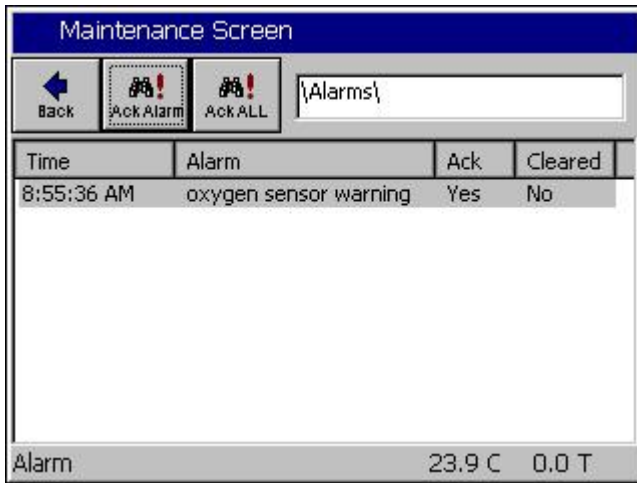 Maintenance Screen
Back Ack Alarm Ack ALL \Alarms\
Time Alarm Ack Cleared
8:55:36 AM oxygen sensor warning Yes No
Alarm 23.9 C 0.0 T